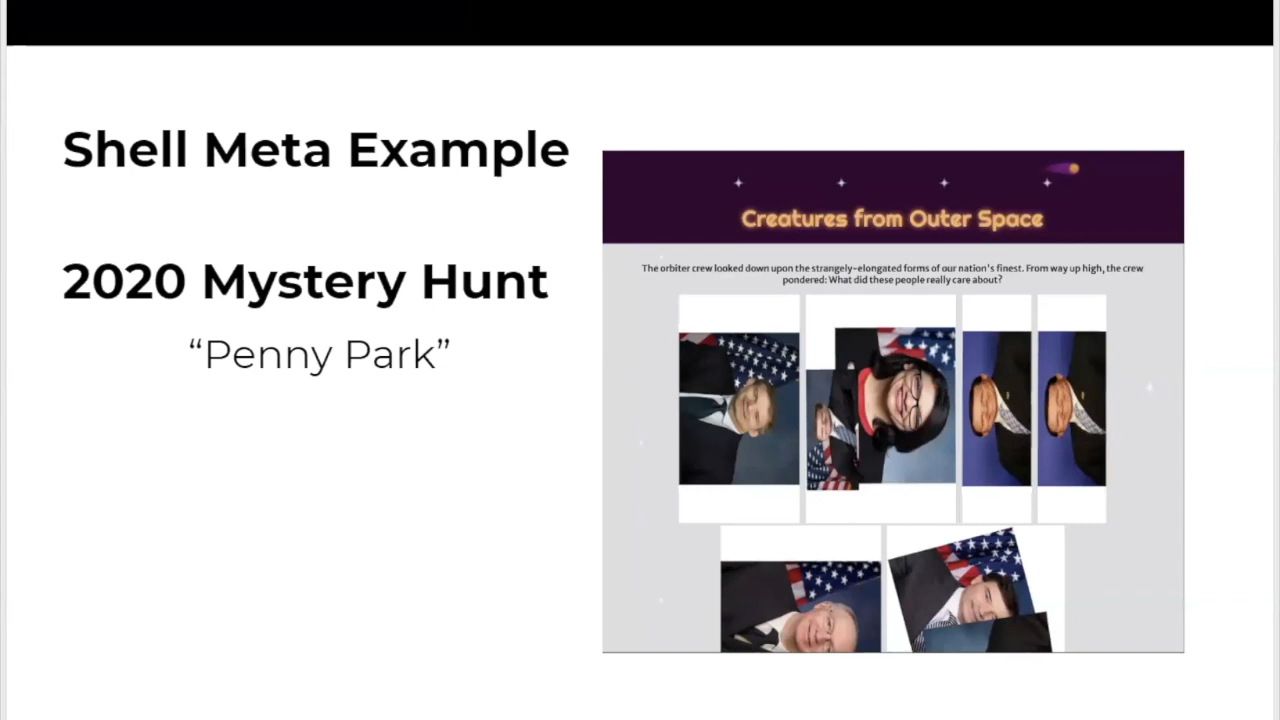 Shell Meta Example
2020 Mystery Hunt
“Penny Park”
Creatures from Outer Space
The orbiter crew looked down upon the strangely-elongated forms of our nation's finest. From way up high, the crew
pondered: What did these people really care about?